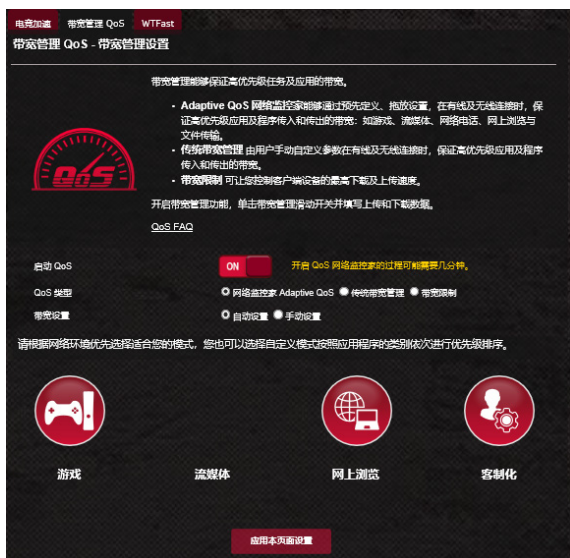 电竞加速 带宽管理 QoS WTFast
带宽管理 QoS - 带宽管理设置
带宽管理能够保证高优先级任务及应用的带宽。
• Adaptive QoS 网络监控家能够通过预先定义、拖放设置，在有线及无线连接时，保
证高优先级应用及程序传入和传出的带宽：如游戏、流媒体、网络电话、网上浏览与
文件传输。
• 传统带宽管理 由用户手动自定义参数在有线及无线连接时，保证高优先级应用及程序
传入和传出的带宽。
• 带宽限制 可让您控制客户端设备的最高下载及上传速度。
开启带宽管理功能，单击带宽管理滑动开关并填写上传和下载数据。
QoS FAQ
QoS
启动 QoS ON 开启 QoS 网络监控家的过程可能需要几分钟。
QoS 类型 网络监控家 Adaptive QoS 传统带宽管理 带宽限制
带宽设置 自动设置 手动设置
请根据网络环境优先选择适合您的模式，您也可以选择自定义模式按照应用程序的类别依次进行优先级排序。
游戏 流媒体 网上浏览 客制化
应用本页面设置